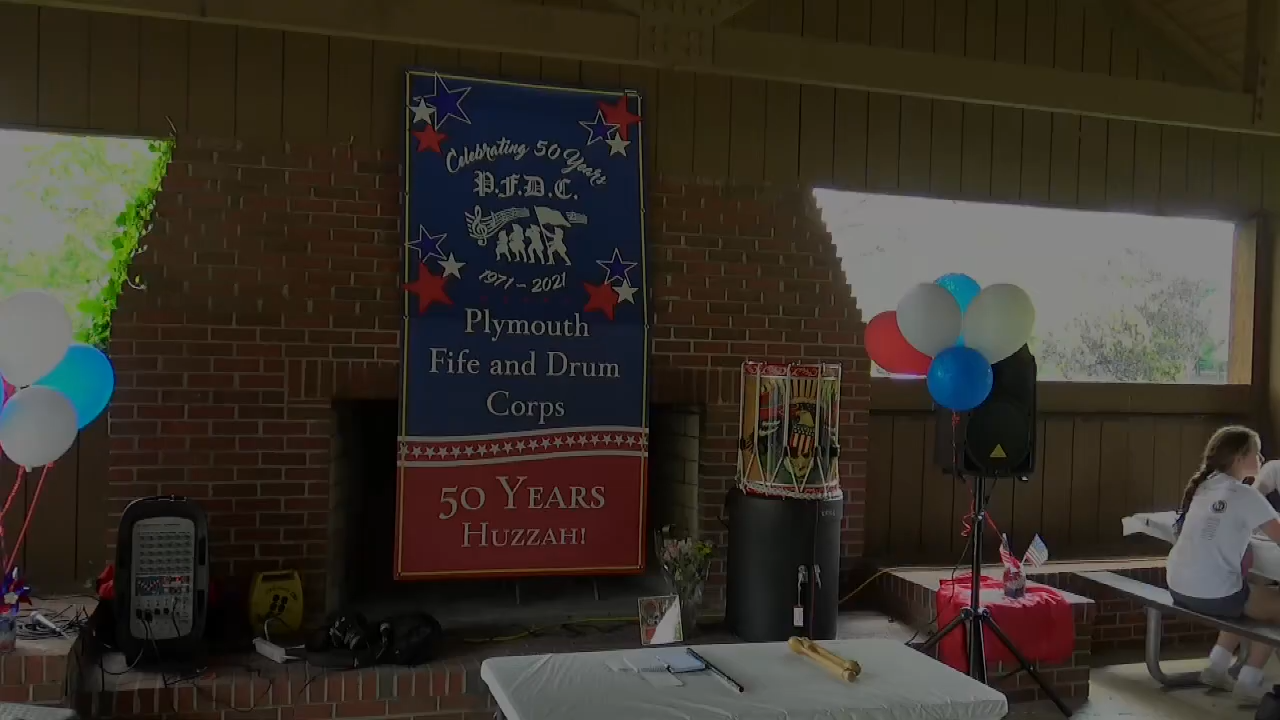 Celebrating 50 Years
P.F.D.C.
1971 - 2021
Plymouth
Fife and Drum
Corps
50 YEARS
HUZZAH!